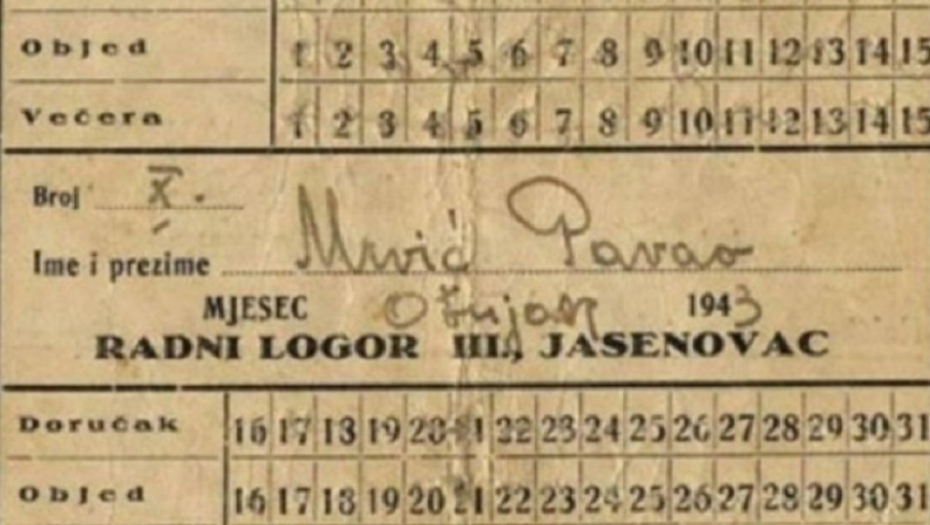 Objed 1 2 3 4 5 6 7 8 9 10 11 12 13 14 15
Večera 1 2 3 4 5 6 7 8 9 10 11 12 13 14 15
Broj X.
Ime i prezime Mrvić Pavao
MJESEC Ožujak 1943
RADNI LOGOR III., JASENOVAC
Doručak 16 17 18 19 20 21 22 23 24 25 26 27 28 29 30 31
Objed 16 17 18 19 20 21 22 23 24 25 26 27 28 29 30 31